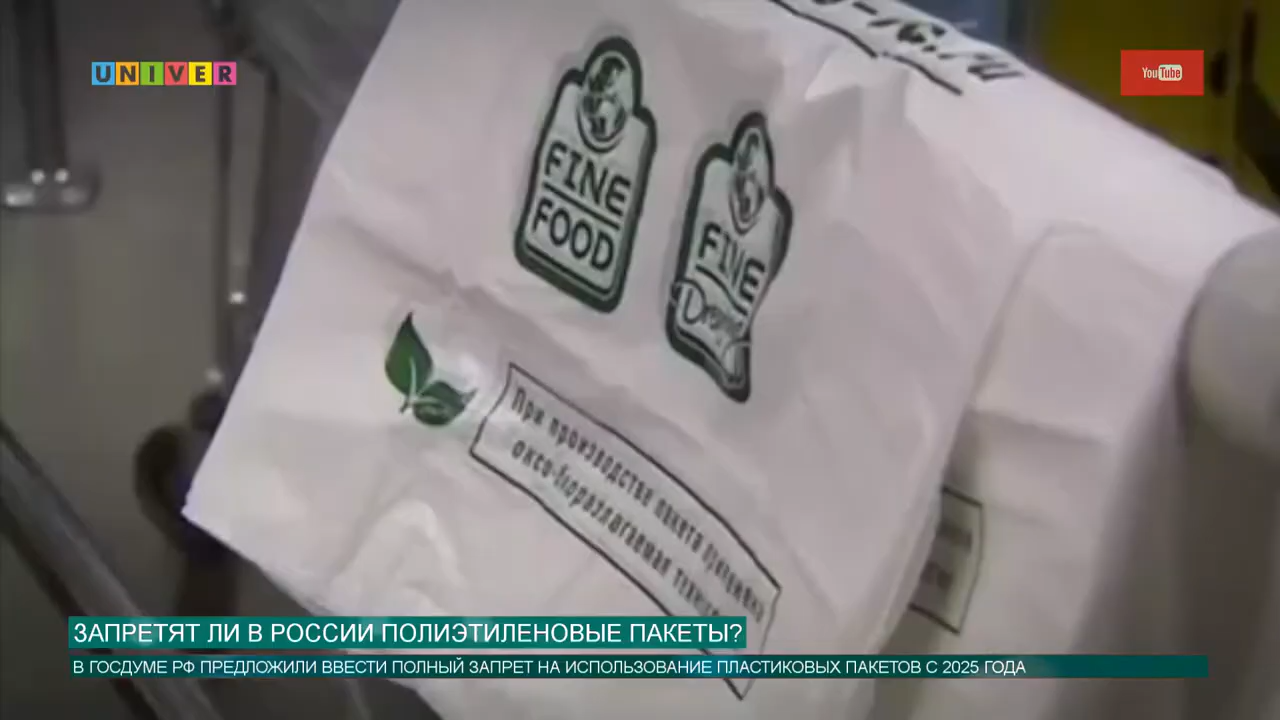 UNIVER
YouTube
FINE
FOOD
FINE
При производстве пакета применена
оксо-биоразлагаемая
ЗАПРЕТЯТ ЛИ В РОССИИ ПОЛИЭТИЛЕНОВЫЕ ПАКЕТЫ?
В ГОСДУМЕ РФ ПРЕДЛОЖИЛИ ВВЕСТИ ПОЛНЫЙ ЗАПРЕТ НА ИСПОЛЬЗОВАНИЕ ПЛАСТИКОВЫХ ПАКЕТОВ С 2025 ГОДА